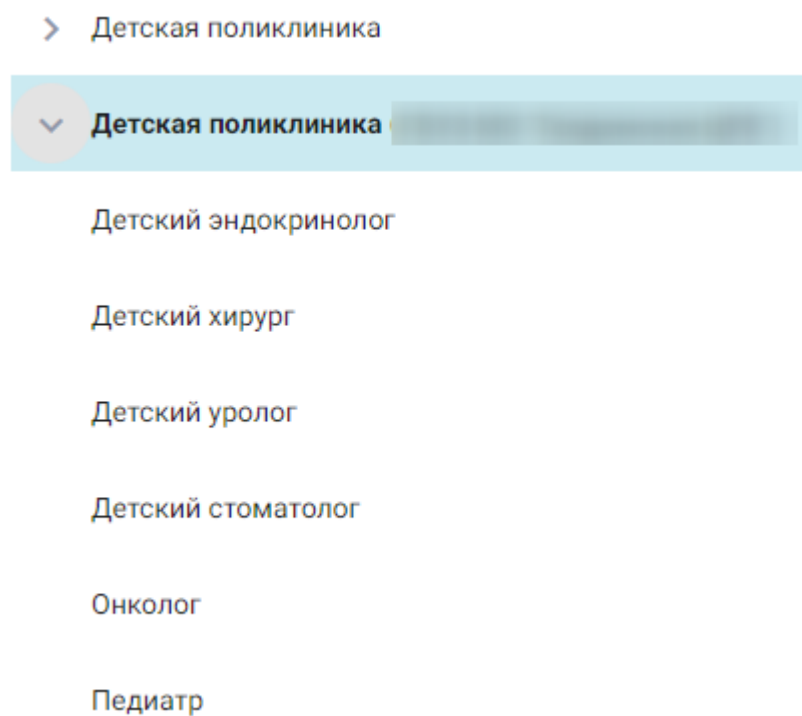 Детская поликлиника
Детская поликлиника
Детский эндокринолог
Детский хирург
Детский уролог
Детский стоматолог
Онколог
Педиатр